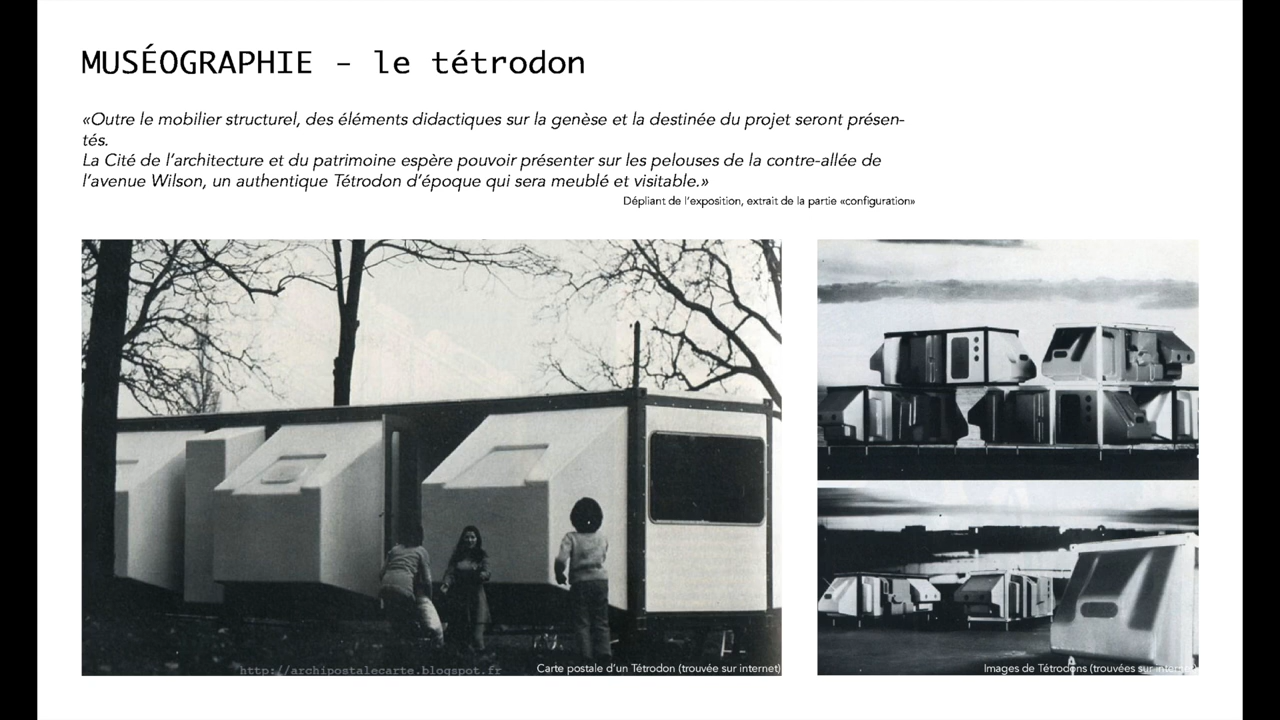 MUSÉOGRAPHIE - le tétrodon
«Outre le mobilier structurel, des éléments didactiques sur la genèse et la destinée du projet seront présen-
tés.
La Cité de l'architecture et du patrimoine espère pouvoir présenter sur les pelouses de la contre-allée de
l'avenue Wilson, un authentique Tétrodon d'époque qui sera meublé et visitable.»
Dépliant de l'exposition, extrait de la partie «configuration»
http://archipostalecarte.blogspot.fr
Carte postale d'un Tétrodon (trouvée sur internet)
Images de Tétrodons (trouvées sur internet)